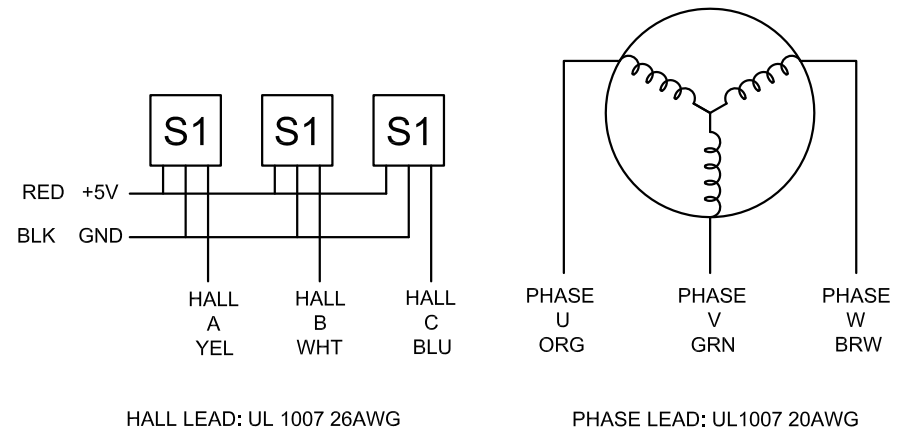 S1 S1 S1
RED +5V
BLK GND
HALL A YEL
HALL B WHT
HALL C BLU
PHASE U ORG
PHASE V GRN
PHASE W BRW
HALL LEAD: UL 1007 26AWG
PHASE LEAD: UL1007 20AWG